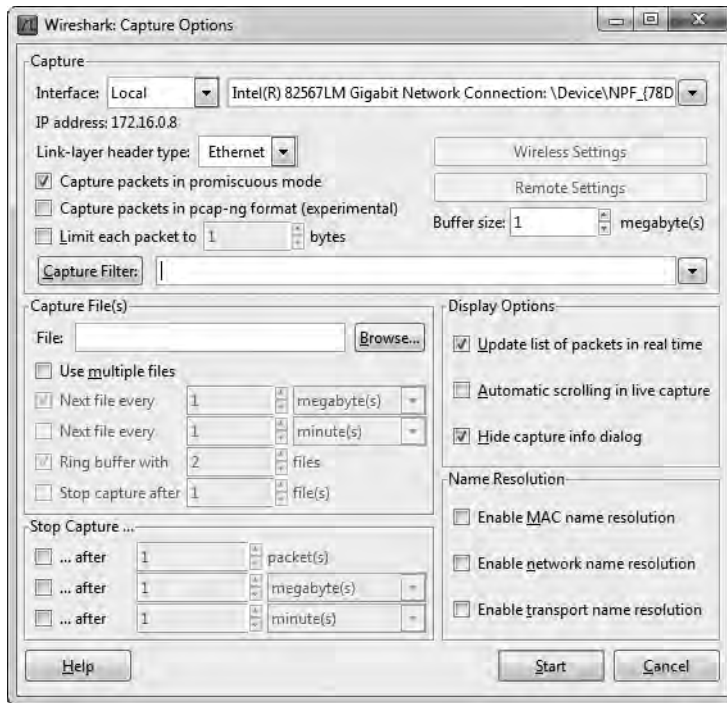 Wireshark: Capture Options
Capture
Interface: Local Intel(R) 82567LM Gigabit Network Connection: \Device\NPF_{78D
IP address: 172.16.0.8
Link-layer header type: Ethernet
Wireless Settings
Capture packets in promiscuous mode
Remote Settings
Capture packets in pcap-ng format (experimental)
Buffer size: 1 megabyte(s)
Limit each packet to 1 bytes
Capture Filter:
Capture File(s)
File: Browse...
Use multiple files
Next file every 1 megabyte(s)
Next file every 1 minute(s)
Ring buffer with 2 files
Stop capture after 1 file(s)
Stop Capture ...
... after 1 packet(s)
... after 1 megabyte(s)
... after 1 minute(s)
Display Options
Update list of packets in real time
Automatic scrolling in live capture
Hide capture info dialog
Name Resolution
Enable MAC name resolution
Enable network name resolution
Enable transport name resolution
Help Start Cancel